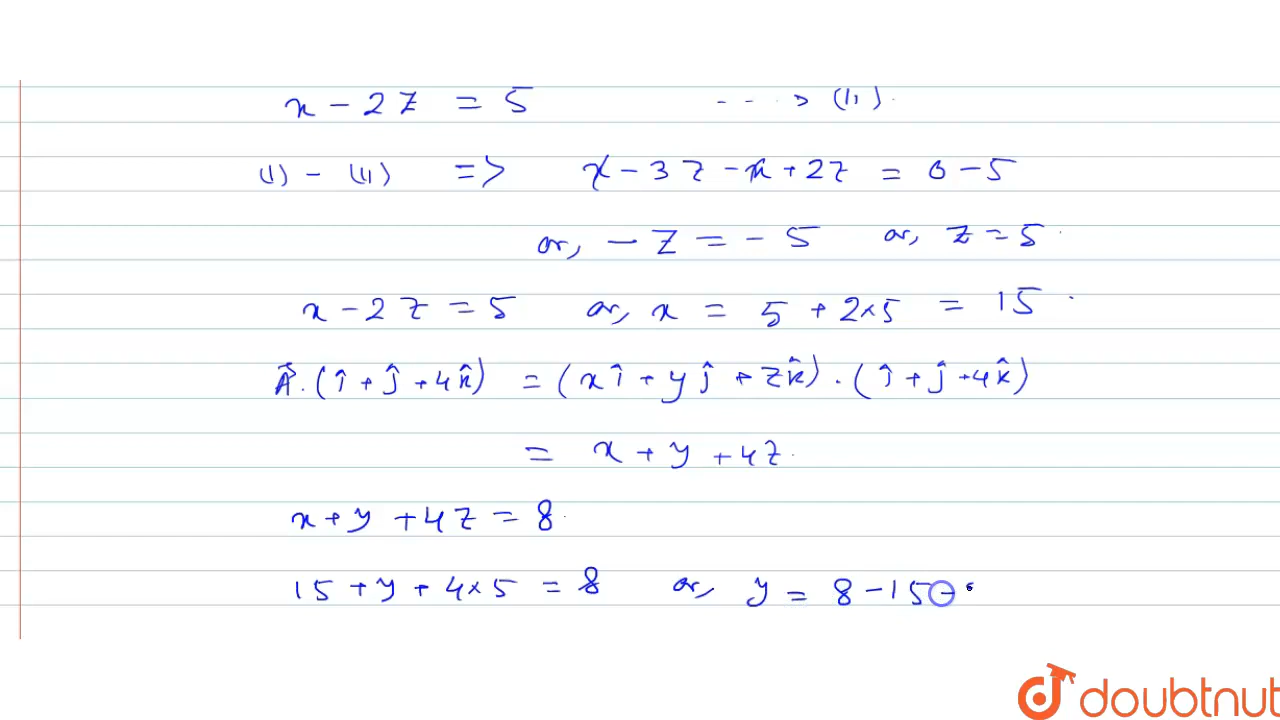 x - 2z = 5 - - - > (ii).
(i) - (ii) => x - 3z - x + 2z = 0 - 5
or, - z = - 5 or, z = 5.
x - 2z = 5 or, x = 5 + 2×5 = 15.
A⃗.(î + ĵ + 4k̂) = (xî + yĵ + zk̂).(î + ĵ + 4k̂)
= x + y + 4z.
x + y + 4z = 8.
15 + y + 4×5 = 8 or, y = 8 - 15 -
doubtnut